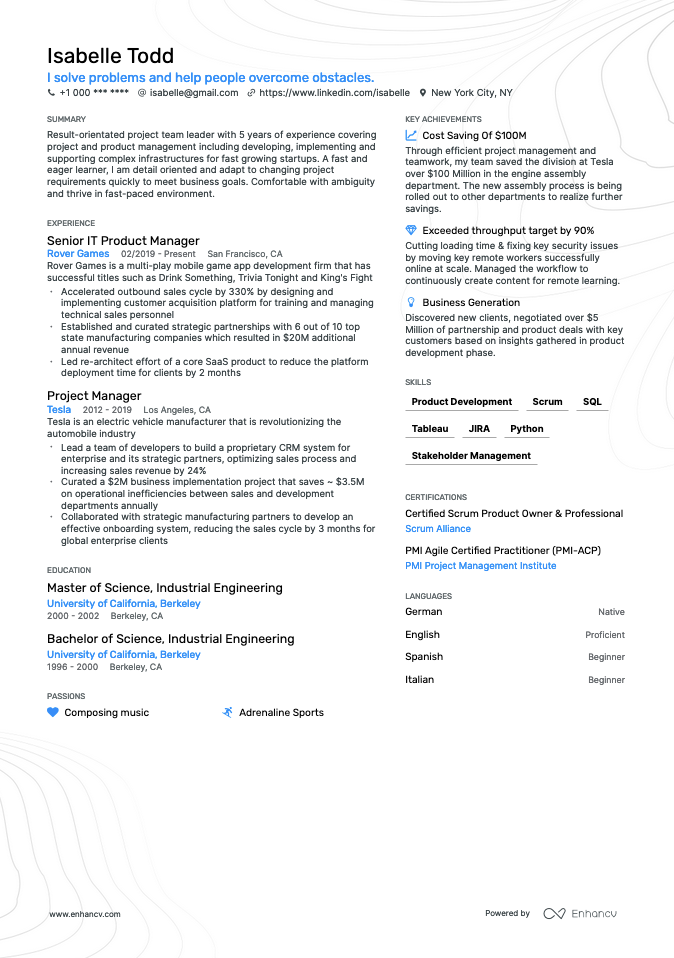 Isabelle Todd
I solve problems and help people overcome obstacles.
+1 000 *** **** @ isabelle@gmail.com https://www.linkedin.com/isabelle New York City, NY
SUMMARY
Result-orientated project team leader with 5 years of experience covering
project and product management including developing, implementing and
supporting complex infrastructures for fast growing startups. A fast and
eager learner, I am detail oriented and adapt to changing project
requirements quickly to meet business goals. Comfortable with ambiguity
and thrive in fast-paced environment.
EXPERIENCE
Senior IT Product Manager
Rover Games 02/2019 - Present San Francisco, CA
Rover Games is a multi-play mobile game app development firm that has
successful titles such as Drink Something, Trivia Tonight and King's Fight
· Accelerated outbound sales cycle by 330% by designing and
implementing customer acquisition platform for training and managing
technical sales personnel
· Established and curated strategic partnerships with 6 out of 10 top
state manufacturing companies which resulted in $20M additional
annual revenue
· Led re-architect effort of a core SaaS product to reduce the platform
deployment time for clients by 2 months
Project Manager
Tesla 2012 - 2019 Los Angeles, CA
Tesla is an electric vehicle manufacturer that is revolutionizing the
automobile industry
· Lead a team of developers to build a proprietary CRM system for
enterprise and its strategic partners, optimizing sales process and
increasing sales revenue by 24%
· Curated a $2M business implementation project that saves ~ $3.5M
on operational inefficiencies between sales and development
departments annually
· Collaborated with strategic manufacturing partners to develop an
effective onboarding system, reducing the sales cycle by 3 months for
global enterprise clients
EDUCATION
Master of Science, Industrial Engineering
University of California, Berkeley
2000 - 2002 Berkeley, CA
Bachelor of Science, Industrial Engineering
University of California, Berkeley
1996 - 2000 Berkeley, CA
PASSIONS
Composing music Adrenaline Sports
KEY ACHIEVEMENTS
Cost Saving Of $100M
Through efficient project management and
teamwork, my team saved the division at Tesla
over $100 Million in the engine assembly
department. The new assembly process is being
rolled out to other departments to realize further
savings.
Exceeded throughput target by 90%
Cutting loading time & fixing key security issues
by moving key remote workers successfully
online at scale. Managed the workflow to
continuously create content for remote learning.
Business Generation
Discovered new clients, negotiated over $5
Million of partnership and product deals with key
customers based on insights gathered in product
development phase.
SKILLS
Product Development Scrum SQL
Tableau JIRA Python
Stakeholder Management
CERTIFICATIONS
Certified Scrum Product Owner & Professional
Scrum Alliance
PMI Agile Certified Practitioner (PMI-ACP)
PMI Project Management Institute
LANGUAGES
German Native
English Proficient
Spanish Beginner
Italian Beginner
www.enhancv.com
Powered by Enhancv